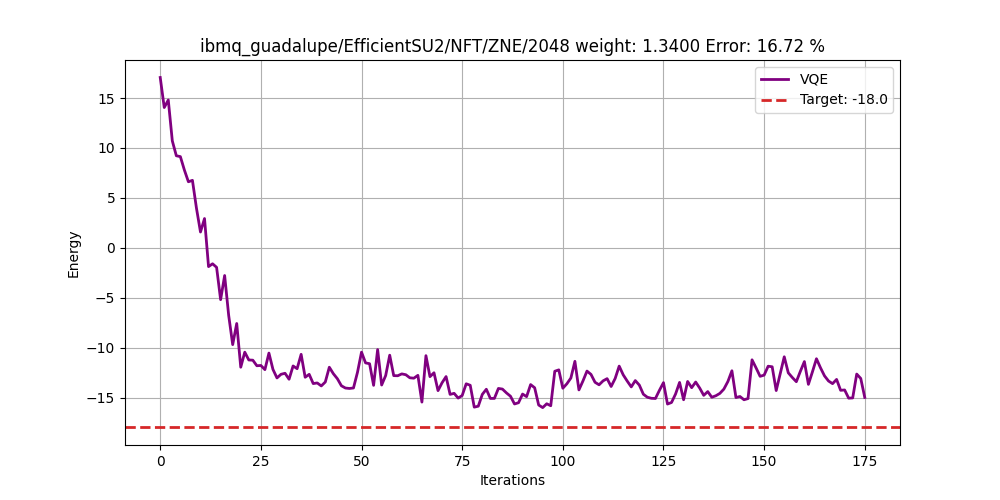 ibmq_guadalupe/EfficientSU2/NFT/ZNE/2048 weight: 1.3400 Error: 16.72 %
VQE
Target: -18.0
15
10
5
0
−5
−10
−15
Energy
0 25 50 75 100 125 150 175
Iterations